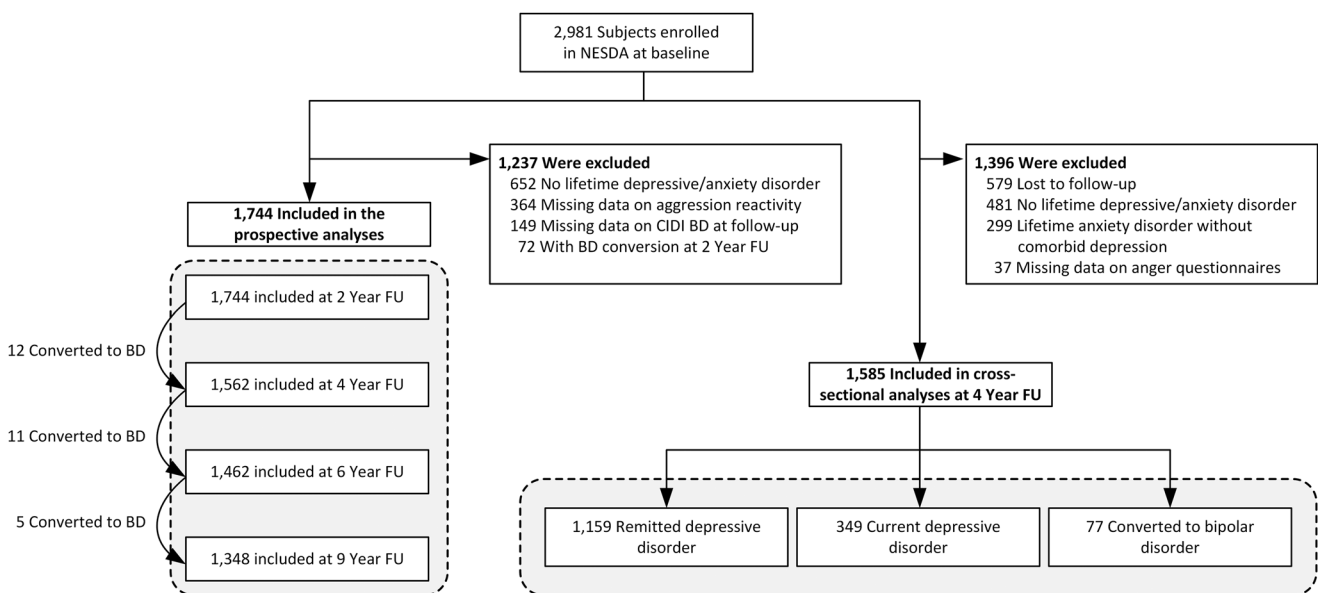 2,981 Subjects enrolled
in NESDA at baseline
1,237 Were excluded
652 No lifetime depressive/anxiety disorder
364 Missing data on aggression reactivity
149 Missing data on CIDI BD at follow-up
72 With BD conversion at 2 Year FU
1,396 Were excluded
579 Lost to follow-up
481 No lifetime depressive/anxiety disorder
299 Lifetime anxiety disorder without
comorbid depression
37 Missing data on anger questionnaires
1,744 Included in the
prospective analyses
1,744 included at 2 Year FU
12 Converted to BD
1,562 included at 4 Year FU
11 Converted to BD
1,462 included at 6 Year FU
5 Converted to BD
1,348 included at 9 Year FU
1,585 Included in cross-
sectional analyses at 4 Year FU
1,159 Remitted depressive
disorder
349 Current depressive
disorder
77 Converted to bipolar
disorder